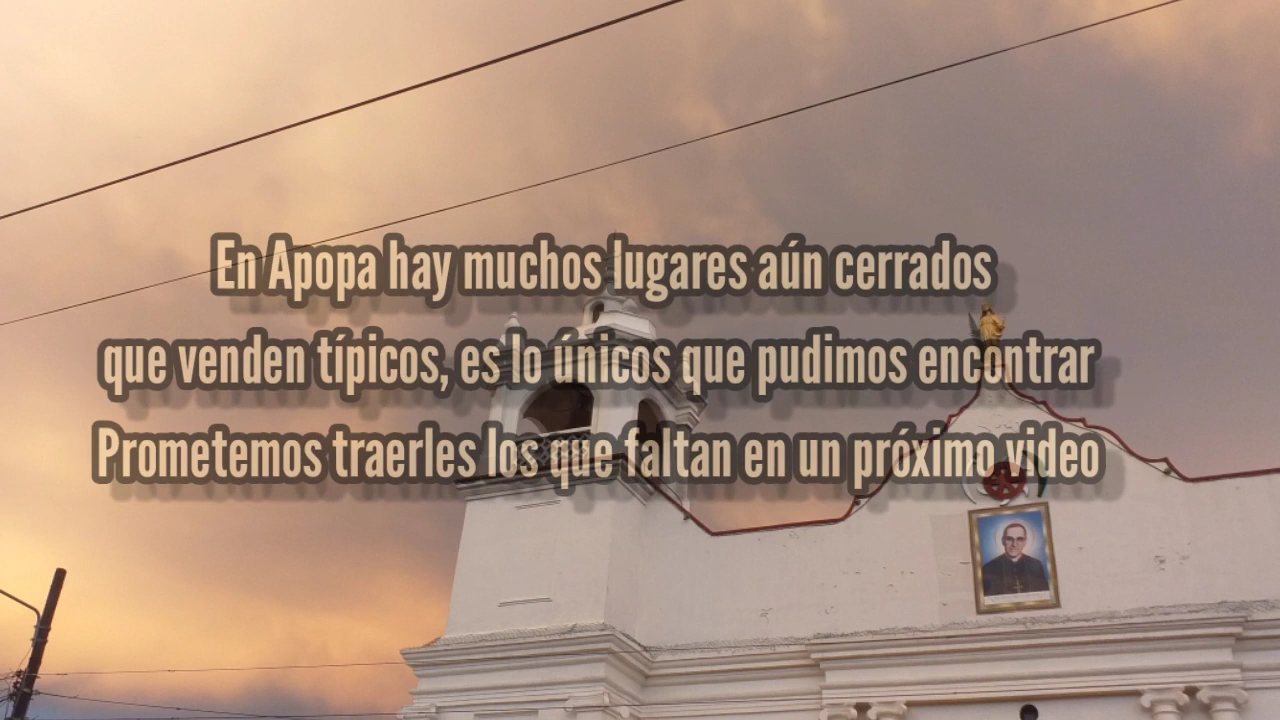 En Apopa hay muchos lugares aún cerrados
que venden típicos, es lo únicos que pudimos encontrar
Prometemos traerles los que faltan en un próximo video